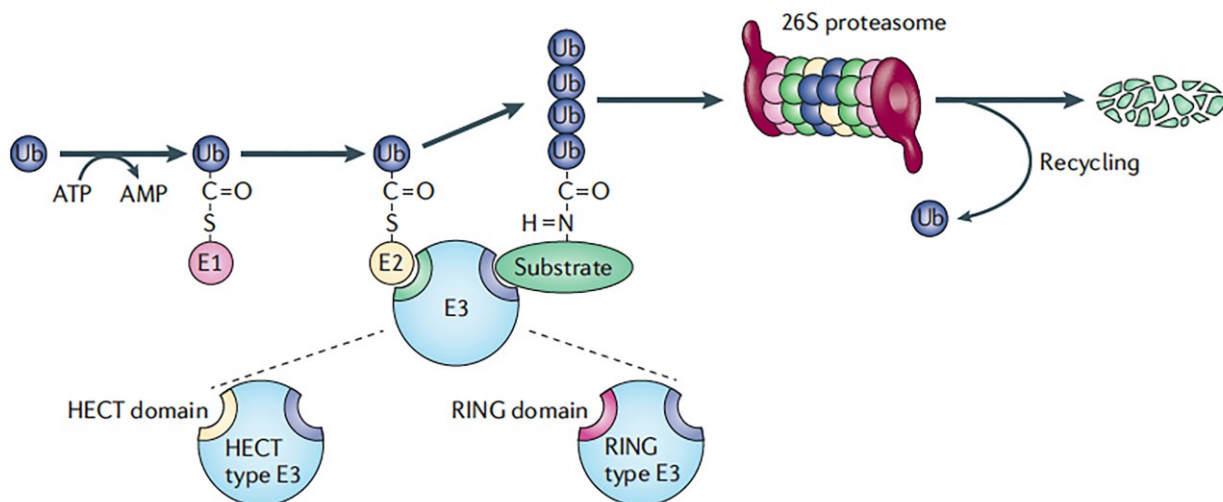 26S proteasome
Ub
Ub
Ub
Ub
Ub
Ub
Ub
ATP
AMP
C=O
C=O
C=O
S
S
H=N
E1
E2
Substrate
E3
Recycling
Ub
HECT domain
HECT
type E3
RING domain
RING
type E3